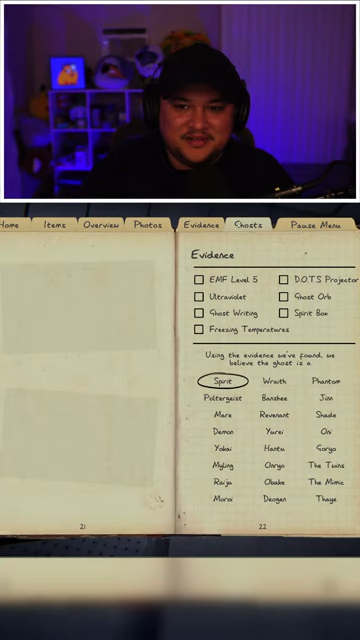 Home Items Overview Photos Evidence Ghosts Pause Menu
Evidence
EMF Level 5 D.O.T.S Projector
Ultraviolet Ghost Orb
Ghost Writing Spirit Box
Freezing Temperatures
Using the evidence we've found, we
believe the ghost is a
Spirit Wraith Phantom
Poltergeist Banshee Jinn
Mare Revenant Shade
Demon Yurei Oni
Yokai Hantu Goryo
Myling Onryo The Twins
Raiju Obake The Mimic
Moroi Deogen Thaye
21 22